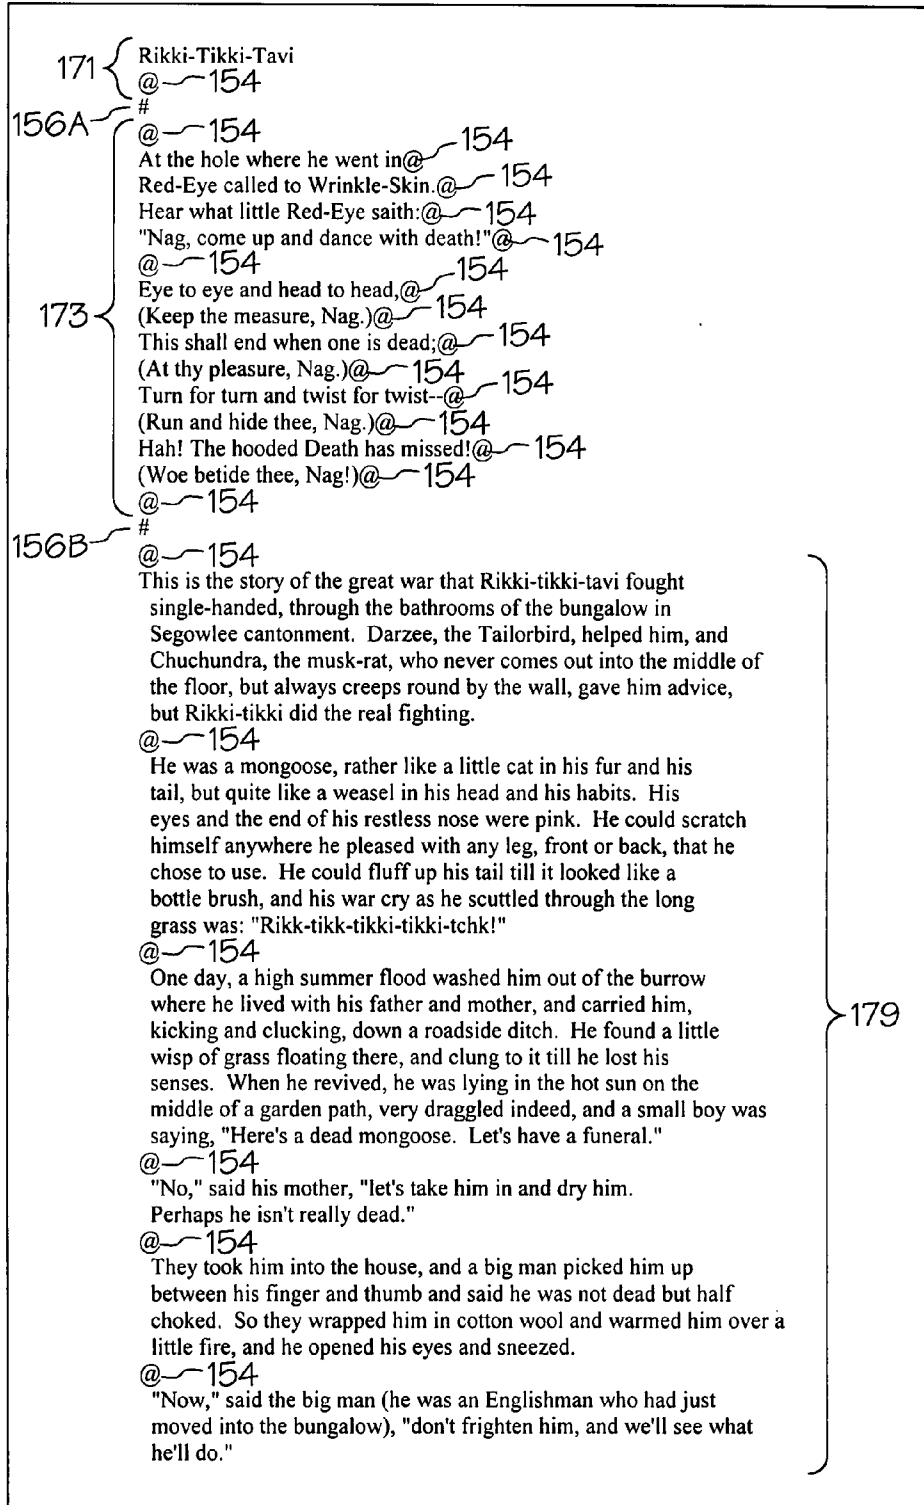 171 Rikki-Tikki-Tavi
@ 154
156A #
@ 154
At the hole where he went in@ 154
Red-Eye called to Wrinkle-Skin.@ 154
Hear what little Red-Eye saith:@ 154
"Nag, come up and dance with death!"@ 154
@ 154
Eye to eye and head to head,@ 154
173 (Keep the measure, Nag.)@ 154
This shall end when one is dead;@ 154
(At thy pleasure, Nag.)@ 154
Turn for turn and twist for twist--@ 154
(Run and hide thee, Nag.)@ 154
Hah! The hooded Death has missed!@ 154
(Woe betide thee, Nag!)@ 154
@ 154
156B #
@ 154
This is the story of the great war that Rikki-tikki-tavi fought
single-handed, through the bathrooms of the bungalow in
Segowlee cantonment. Darzee, the Tailorbird, helped him, and
Chuchundra, the musk-rat, who never comes out into the middle of
the floor, but always creeps round by the wall, gave him advice,
but Rikki-tikki did the real fighting.
@ 154
He was a mongoose, rather like a little cat in his fur and his
tail, but quite like a weasel in his head and his habits. His
eyes and the end of his restless nose were pink. He could scratch
himself anywhere he pleased with any leg, front or back, that he
chose to use. He could fluff up his tail till it looked like a
bottle brush, and his war cry as he scuttled through the long
grass was: "Rikk-tikk-tikki-tikki-tchk!"
@ 154
One day, a high summer flood washed him out of the burrow
where he lived with his father and mother, and carried him,
kicking and clucking, down a roadside ditch. He found a little 179
wisp of grass floating there, and clung to it till he lost his
senses. When he revived, he was lying in the hot sun on the
middle of a garden path, very draggled indeed, and a small boy was
saying, "Here's a dead mongoose. Let's have a funeral."
@ 154
"No," said his mother, "let's take him in and dry him.
Perhaps he isn't really dead."
@ 154
They took him into the house, and a big man picked him up
between his finger and thumb and said he was not dead but half
choked. So they wrapped him in cotton wool and warmed him over a
little fire, and he opened his eyes and sneezed.
@ 154
"Now," said the big man (he was an Englishman who had just
moved into the bungalow), "don't frighten him, and we'll see what
he'll do."